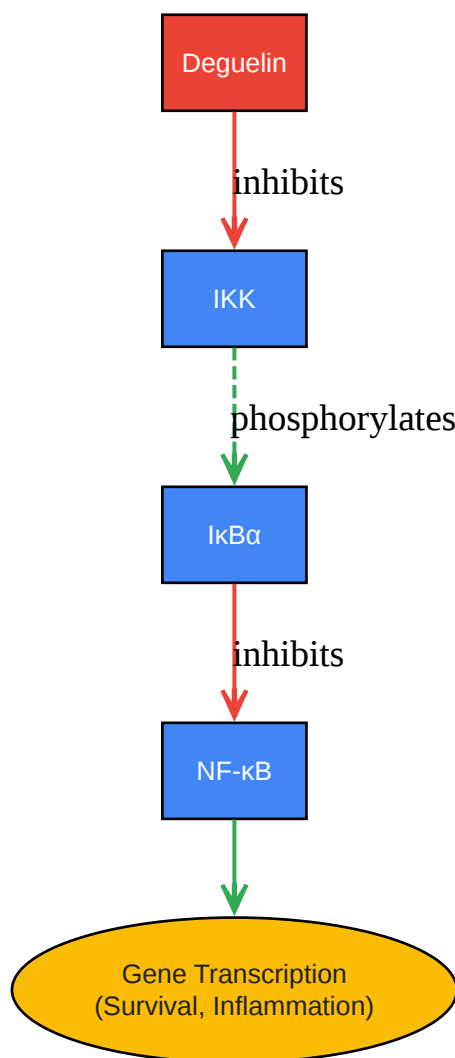 Deguelin
inhibits
IKK
phosphorylates
IκBα
inhibits
NF-κB
Gene Transcription
(Survival, Inflammation)